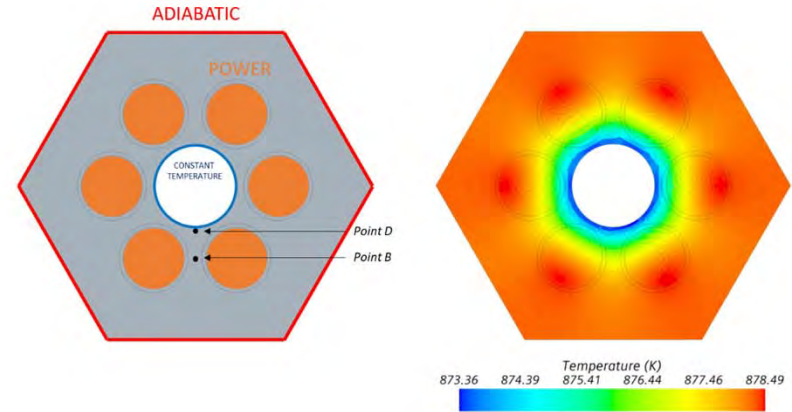 ADIABATIC
POWER
CONSTANT
TEMPERATURE
Point D
Point B
Temperature (K)
873.36 874.39 875.41 876.44 877.46 878.49